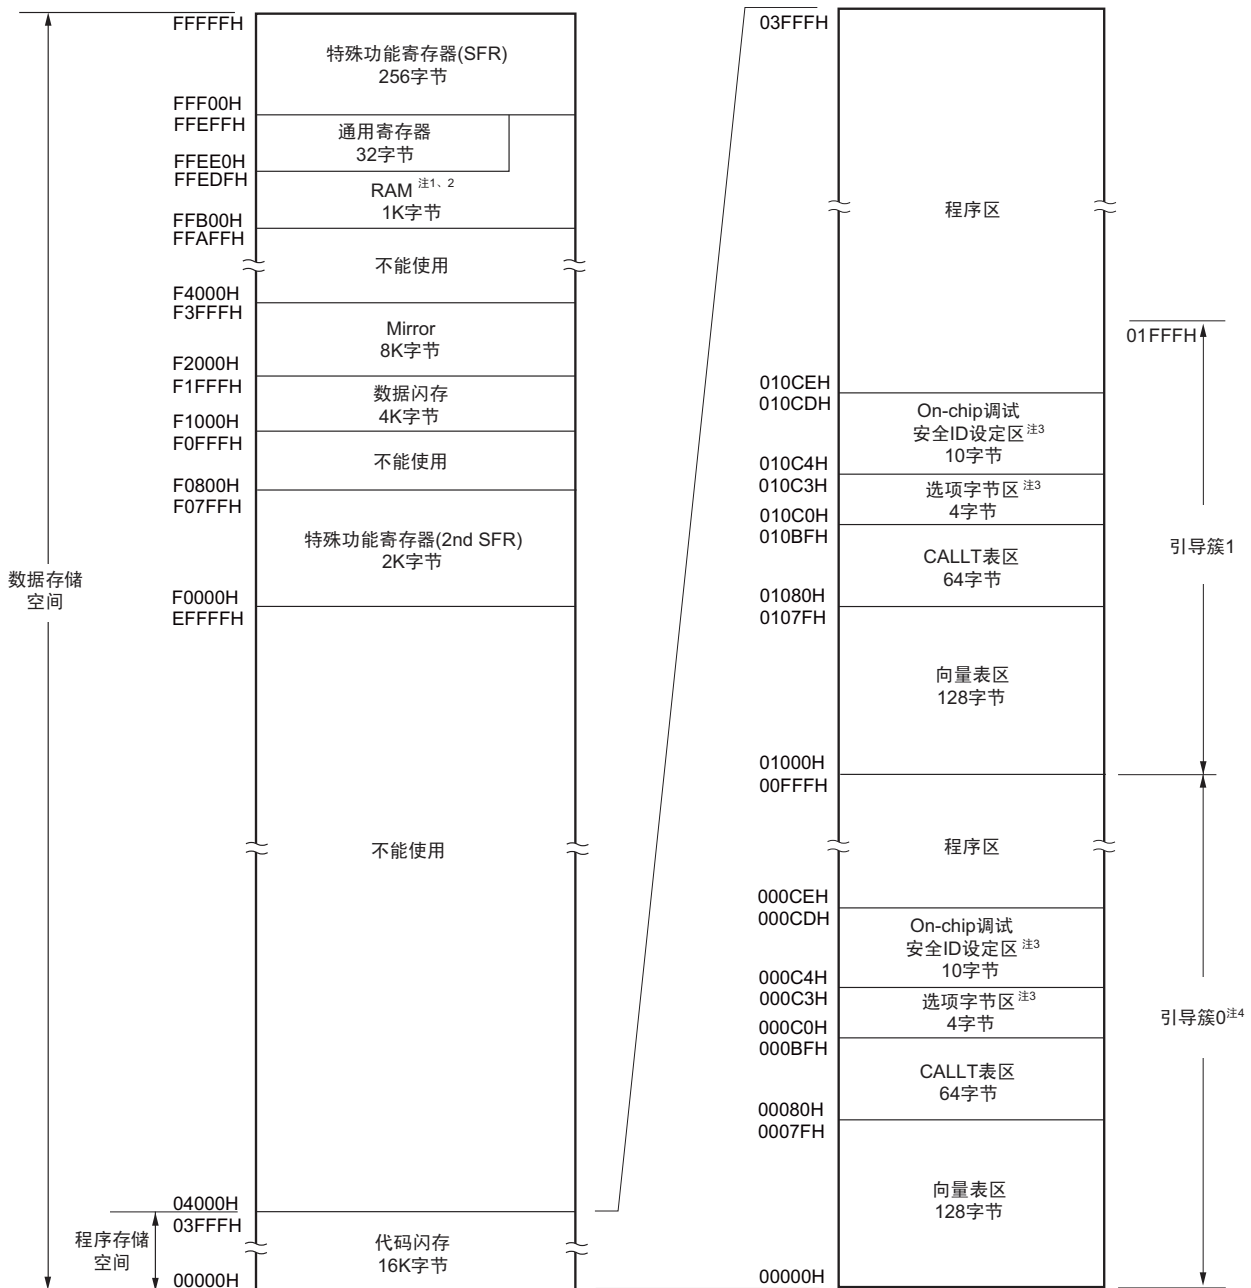 FFFFFH
特殊功能寄存器(SFR)
256字节
FFF00H
FFEFFH
通用寄存器
32字节
FFEE0H
FFEDFH
RAM 注1、2
1K字节
FFB00H
FFAFFH
不能使用
F4000H
F3FFFH
Mirror
8K字节
F2000H
F1FFFH
数据闪存
4K字节
F1000H
F0FFFH
不能使用
F0800H
F07FFH
特殊功能寄存器(2nd SFR)
2K字节
F0000H
EFFFFH
数据存储
空间
不能使用
04000H
03FFFH
程序存储
空间
代码闪存
16K字节
00000H
03FFFH
程序区
01FFFH
010CEH
010CDH
On-chip调试
安全ID设定区 注3
10字节
010C4H
010C3H
选项字节区 注3
4字节
010C0H
010BFH
引导簇1
CALLT表区
64字节
01080H
0107FH
向量表区
128字节
01000H
00FFFH
程序区
000CEH
000CDH
On-chip调试
安全ID设定区 注3
10字节
000C4H
000C3H
选项字节区 注3
4字节
引导簇0注4
000C0H
000BFH
CALLT表区
64字节
00080H
0007FH
向量表区
128字节
00000H